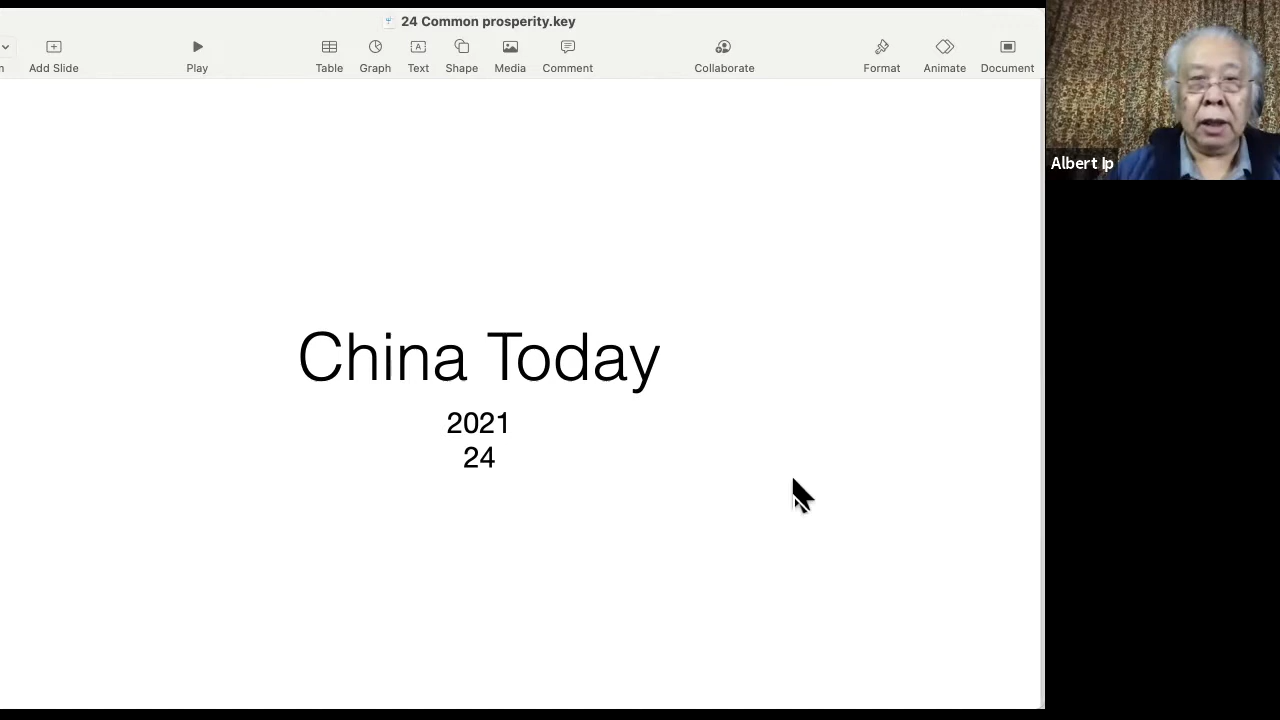 24 Common prosperity.key
Add Slide
Play
Table
Graph
Text
Shape
Media
Comment
Collaborate
Format
Animate
Document
China Today
2021
24
Albert Ip